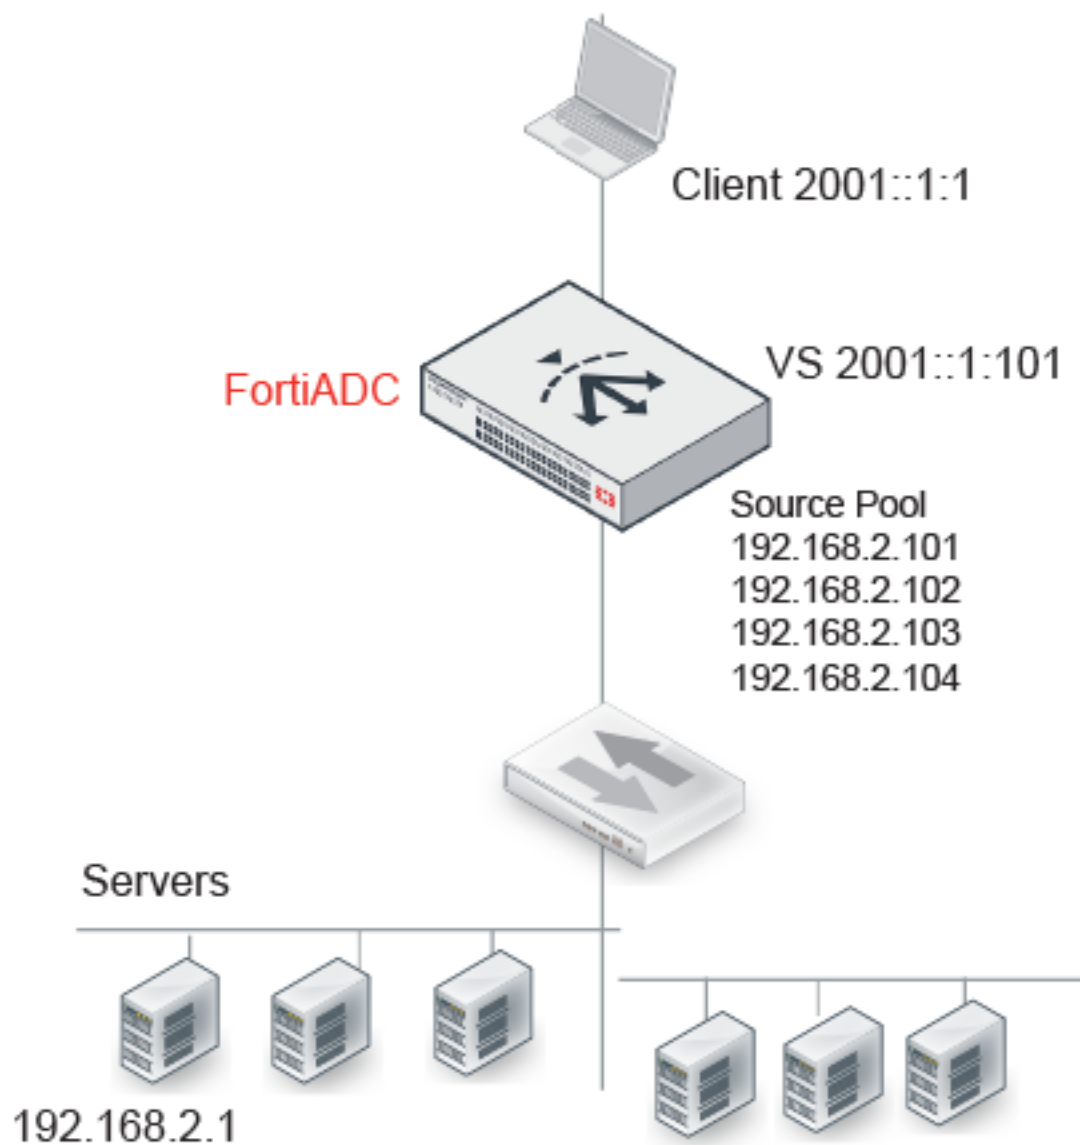 Client 2001::1:1
VS 2001::1:101
FortiADC
Source Pool
192.168.2.101
192.168.2.102
192.168.2.103
192.168.2.104
Servers
192.168.2.1